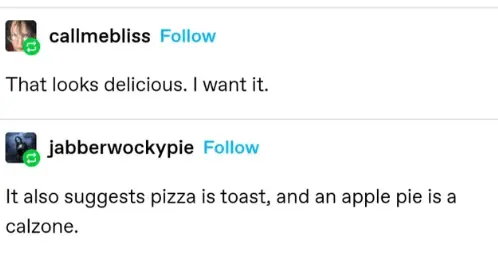 callmebliss Follow
That looks delicious. I want it.
jabberwockypie Follow
It also suggests pizza is toast, and an apple pie is a
calzone.